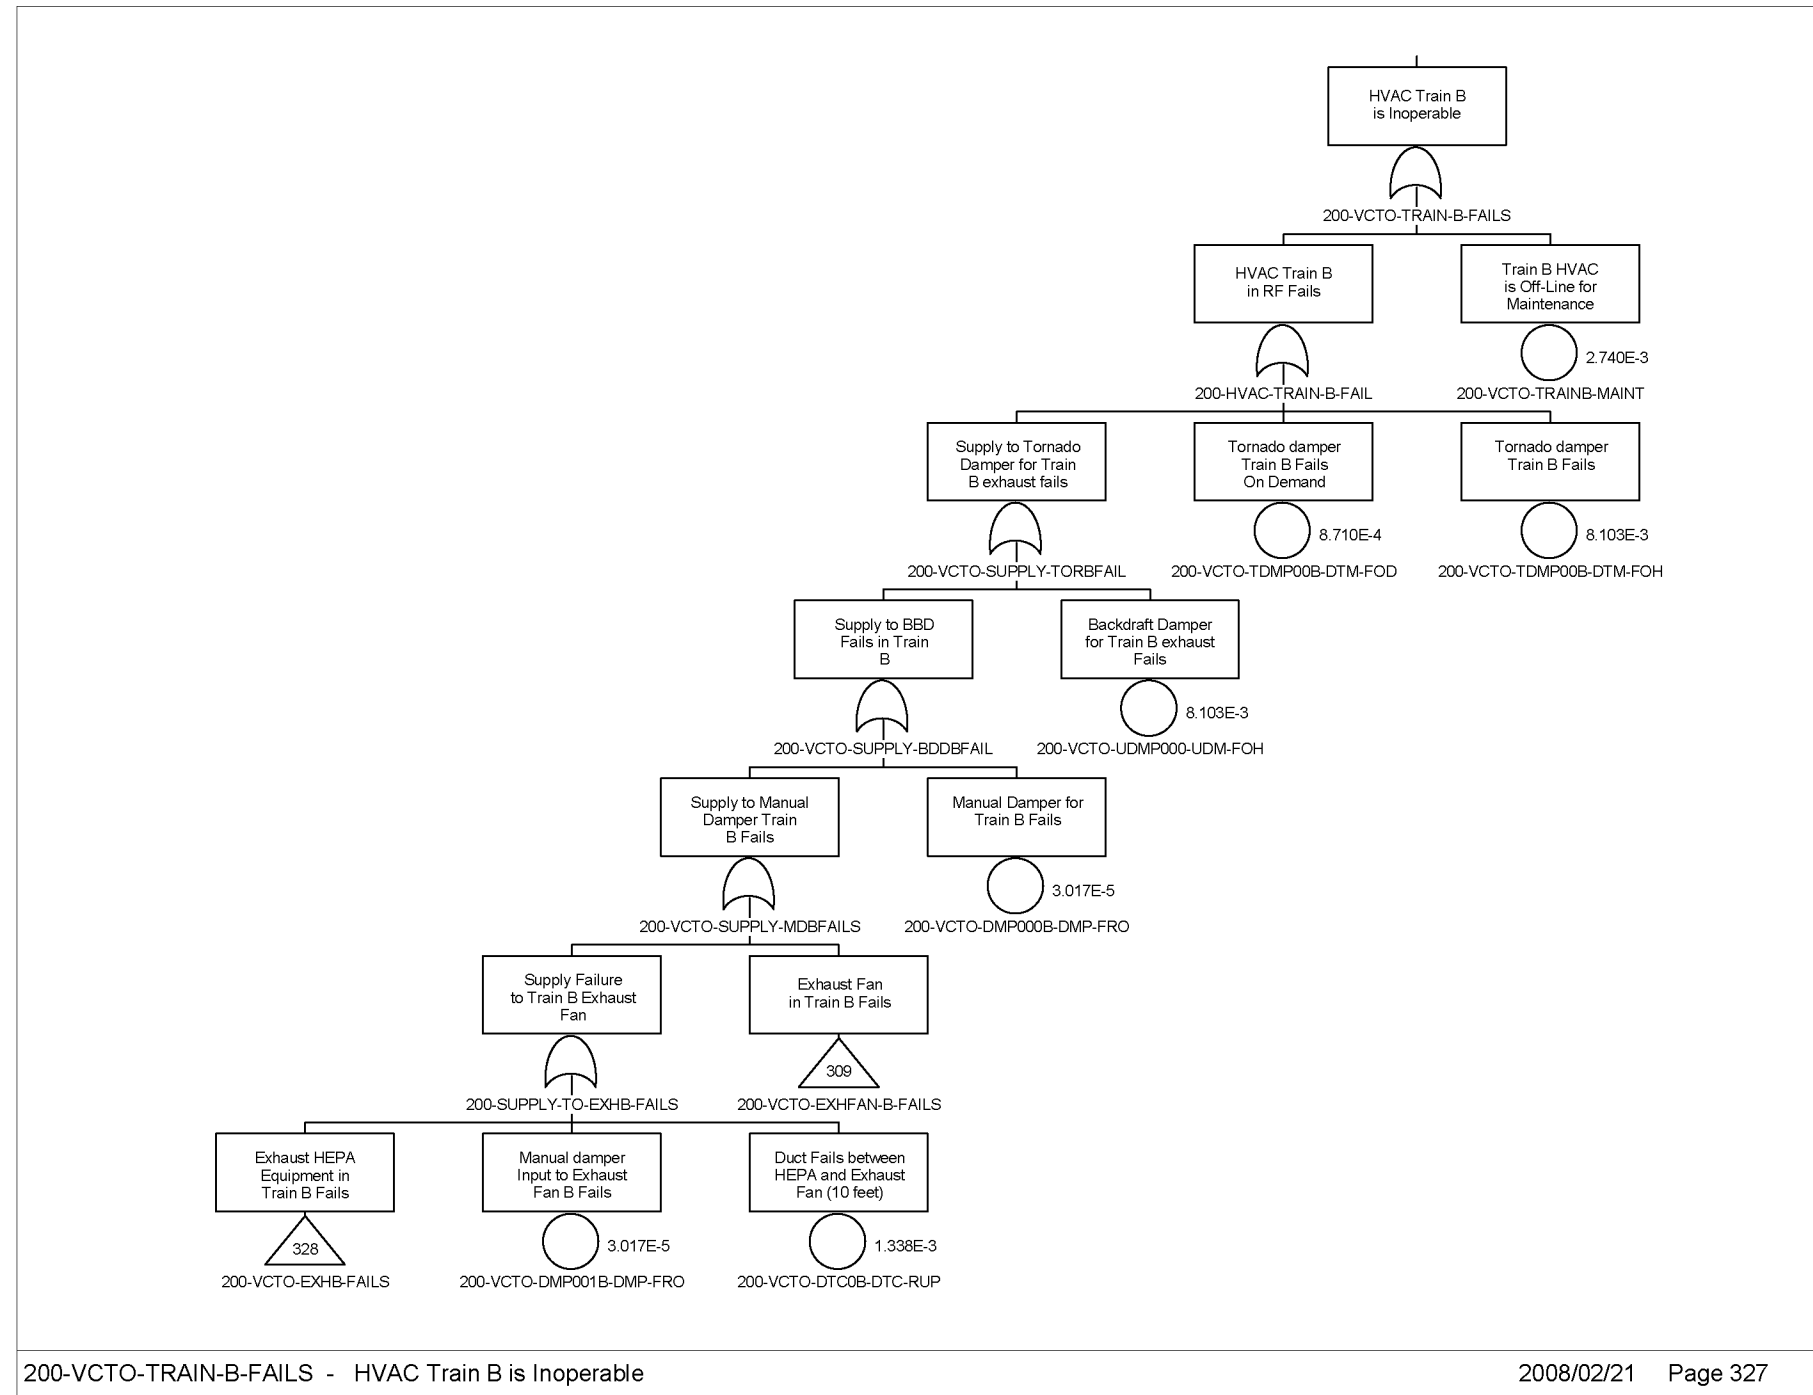 HVAC Train B
is Inoperable
200-VCTO-TRAIN-B-FAILS
HVAC Train B
in RF Fails
Train B HVAC
is Off-Line for
Maintenance
2.740E-3
200-HVAC-TRAIN-B-FAIL
200-VCTO-TRAINB-MAINT
Supply to Tornado
Damper for Train
B exhaust fails
Tornado damper
Train B Fails
On Demand
Tornado damper
Train B Fails
8.710E-4
8.103E-3
200-VCTO-SUPPLY-TORBFAIL
200-VCTO-TDMP00B-DTM-FOD
200-VCTO-TDMP00B-DTM-FOH
Supply to BBD
Fails in Train
B
Backdraft Damper
for Train B exhaust
Fails
8.103E-3
200-VCTO-SUPPLY-BDDBFAIL
200-VCTO-UDMP000-UDM-FOH
Supply to Manual
Damper Train
B Fails
Manual Damper for
Train B Fails
3.017E-5
200-VCTO-SUPPLY-MDBFAILS
200-VCTO-DMP000B-DMP-FRO
Supply Failure
to Train B Exhaust
Fan
Exhaust Fan
in Train B Fails
309
200-SUPPLY-TO-EXHB-FAILS
200-VCTO-EXHFAN-B-FAILS
Exhaust HEPA
Equipment in
Train B Fails
Manual damper
Input to Exhaust
Fan B Fails
Duct Fails between
HEPA and Exhaust
Fan (10 feet)
328
3.017E-5
1.338E-3
200-VCTO-EXHB-FAILS
200-VCTO-DMP001B-DMP-FRO
200-VCTO-DTC0B-DTC-RUP
200-VCTO-TRAIN-B-FAILS - HVAC Train B is Inoperable
2008/02/21 Page 327